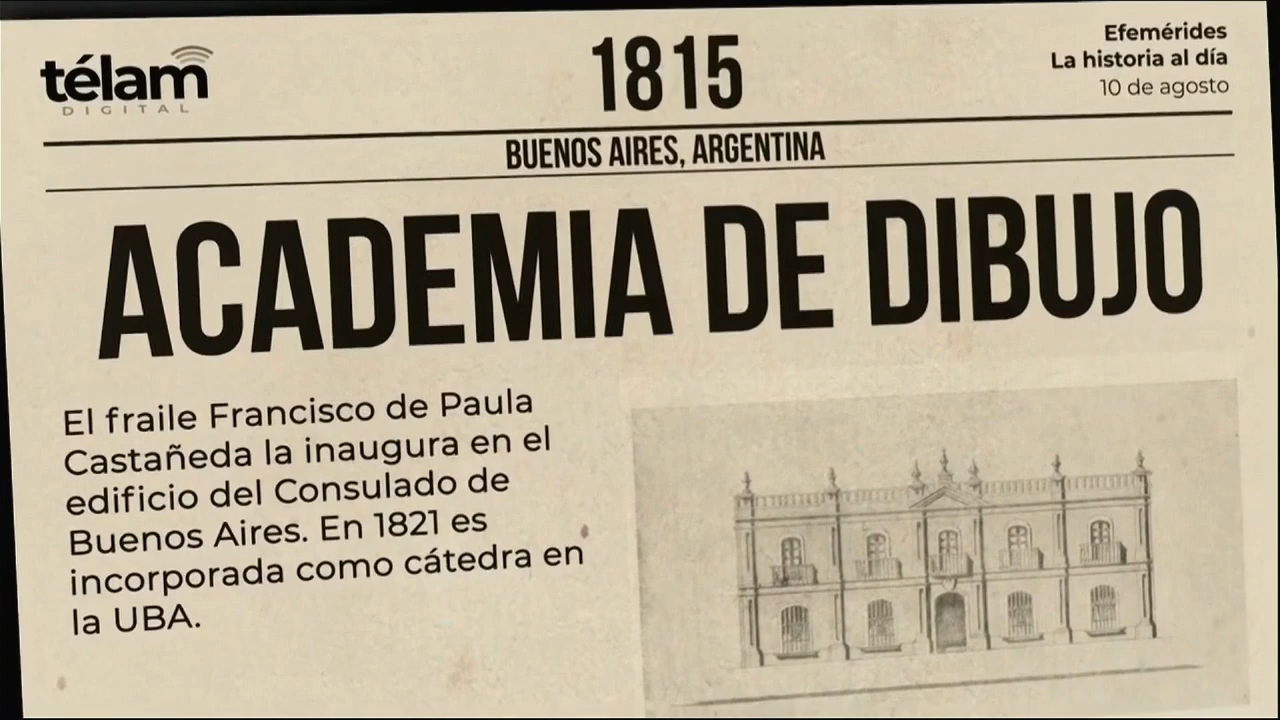 télam
DIGITAL
1815
Efemérides
La historia al día
10 de agosto
BUENOS AIRES, ARGENTINA
ACADEMIA DE DIBUJO
El fraile Francisco de Paula
Castañeda la inaugura en el
edificio del Consulado de
Buenos Aires. En 1821 es
incorporada como cátedra en
la UBA.